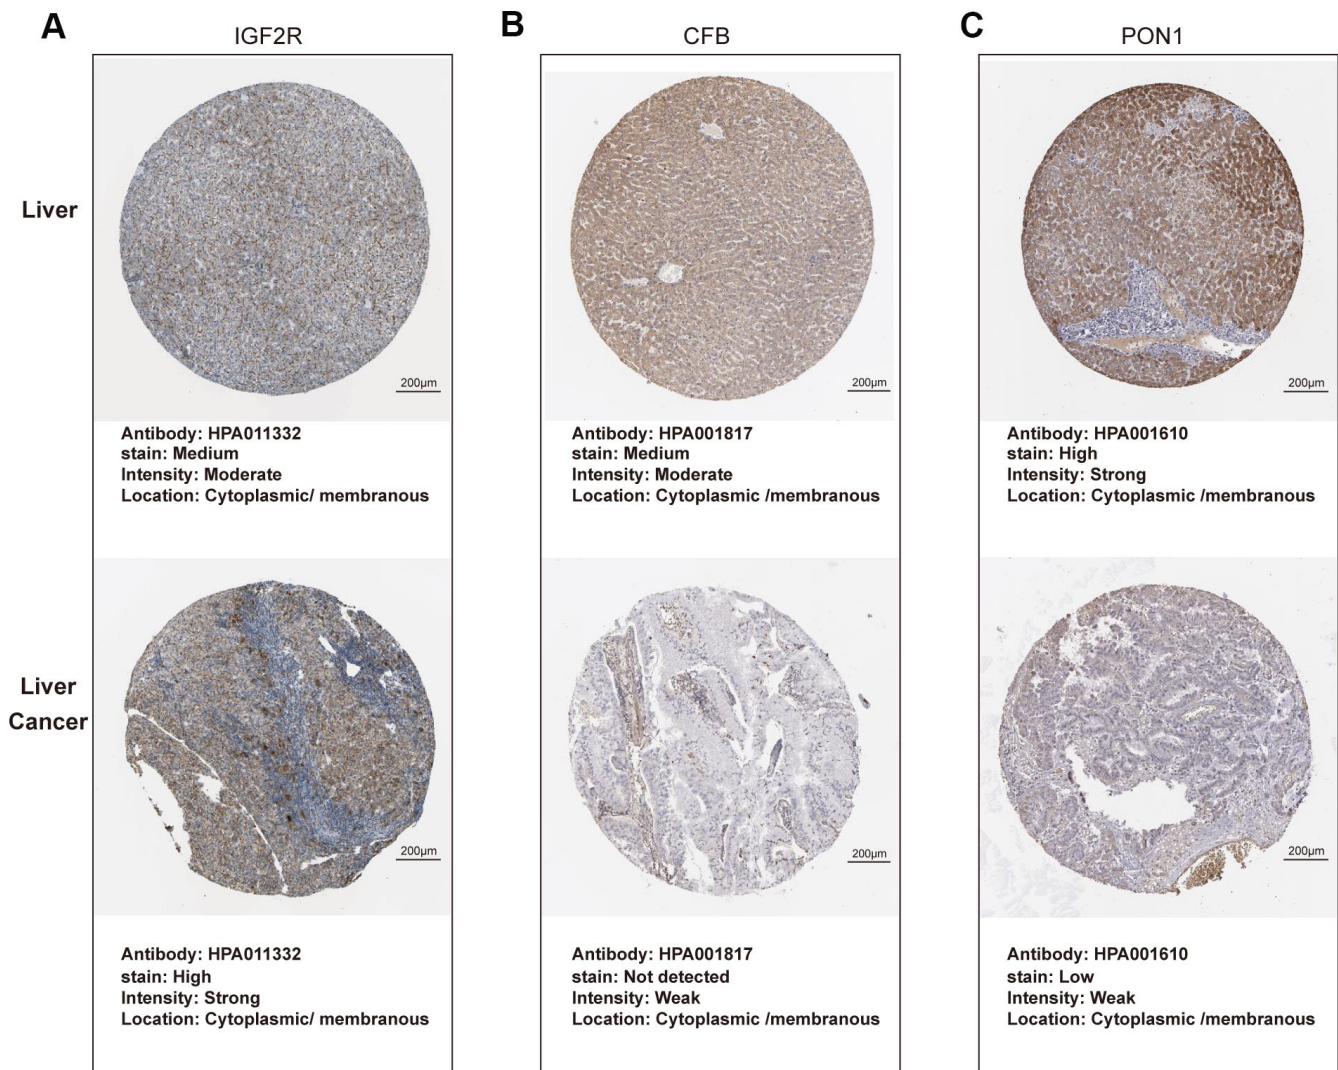 A
IGF2R
B
CFB
C
PON1
Liver
200μm
200μm
200μm
Antibody: HPA011332
stain: Medium
Intensity: Moderate
Location: Cytoplasmic/ membranous
Antibody: HPA001817
stain: Medium
Intensity: Moderate
Location: Cytoplasmic /membranous
Antibody: HPA001610
stain: High
Intensity: Strong
Location: Cytoplasmic /membranous
Liver
Cancer
200μm
200μm
200μm
Antibody: HPA011332
stain: High
Intensity: Strong
Location: Cytoplasmic/ membranous
Antibody: HPA001817
stain: Not detected
Intensity: Weak
Location: Cytoplasmic /membranous
Antibody: HPA001610
stain: Low
Intensity: Weak
Location: Cytoplasmic /membranous